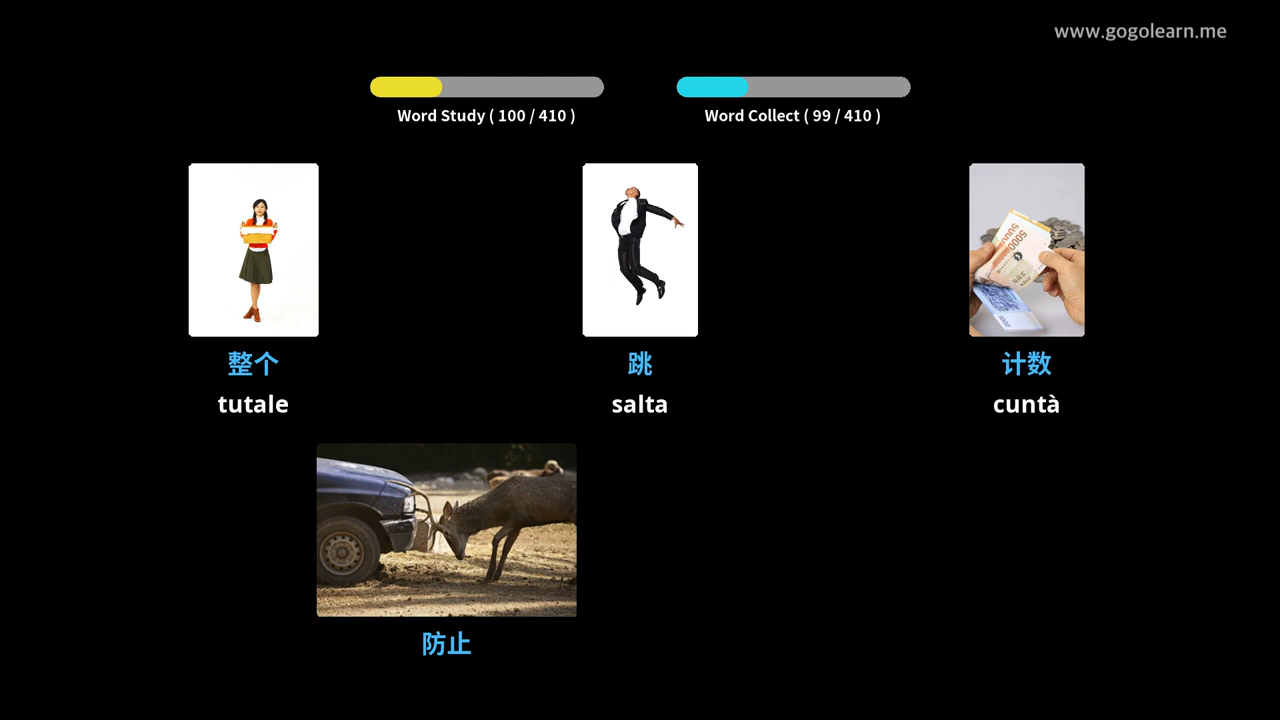 www.gogolearn.me
Word Study ( 100 / 410 )
Word Collect ( 99 / 410 )
整个
跳
计数
tutale
salta
cuntà
防止